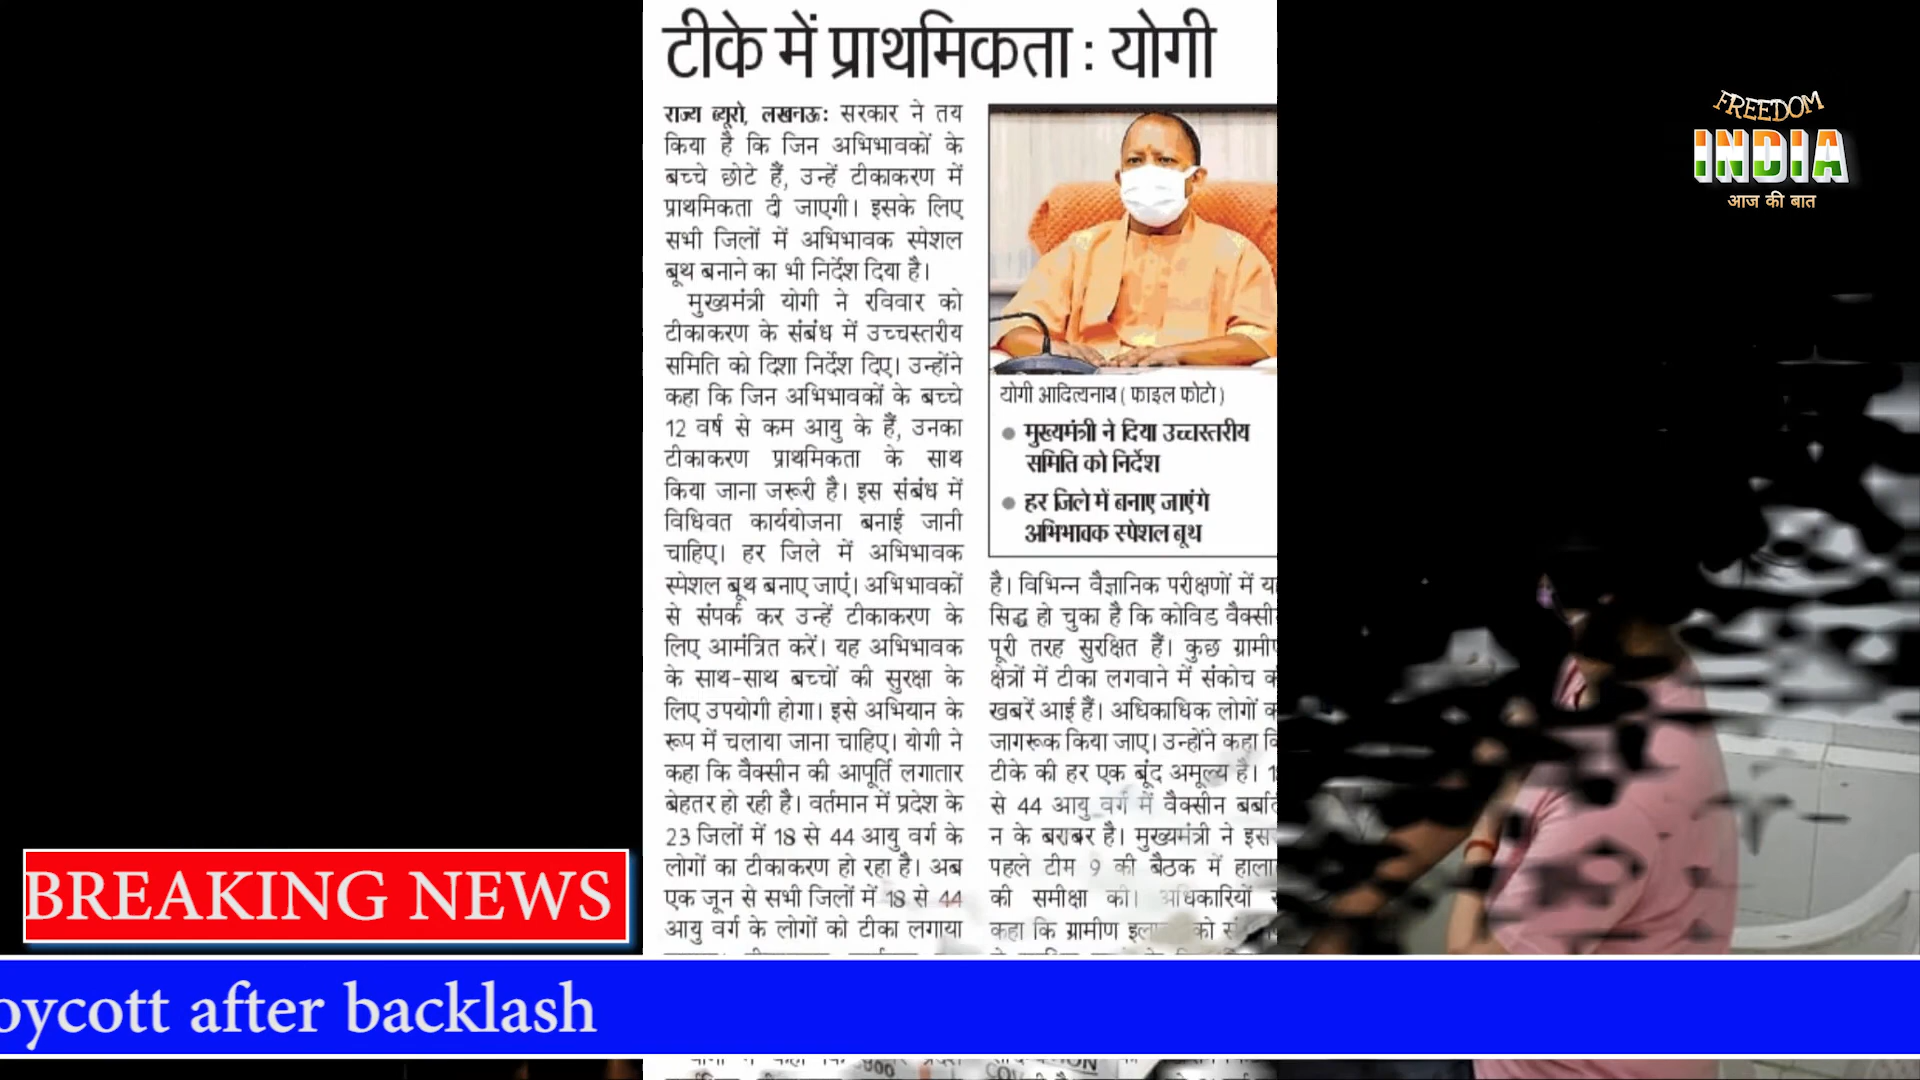 टीके में प्राथमिकता : योगी
राज्य ब्यूरो, लखनऊ: सरकार ने तय
किया है कि जिन अभिभावकों के
बच्चे छोटे हैं, उन्हें टीकाकरण में
प्राथमिकता दी जाएगी। इसके लिए
सभी जिलों में अभिभावक स्पेशल
बूथ बनाने का भी निर्देश दिया है।
मुख्यमंत्री योगी ने रविवार को
टीकाकरण के संबंध में उच्चस्तरीय
समिति को दिशा निर्देश दिए। उन्होंने
कहा कि जिन अभिभावकों के बच्चे
12 वर्ष से कम आयु के हैं, उनका
टीकाकरण प्राथमिकता के साथ
किया जाना जरूरी है। इस संबंध में
विधिवत कार्ययोजना बनाई जानी
चाहिए। हर जिले में अभिभावक
स्पेशल बूथ बनाए जाएं। अभिभावकों
से संपर्क कर उन्हें टीकाकरण के
लिए आमंत्रित करें। यह अभिभावक
के साथ-साथ बच्चों की सुरक्षा के
लिए उपयोगी होगा। इसे अभियान के
रूप में चलाया जाना चाहिए। योगी ने
कहा कि वैक्सीन की आपूर्ति लगातार
बेहतर हो रही है। वर्तमान में प्रदेश के
23 जिलों में 18 से 44 आयु वर्ग के
लोगों का टीकाकरण हो रहा है। अब
एक जून से सभी जिलों में 18 से 44
आयु वर्ग के लोगों को टीका लगाया
योगी आदित्यनाथ ( फाइल फोटो )
● मुख्यमंत्री ने दिया उच्चस्तरीय
समिति को निर्देश
● हर जिले में बनाए जाएंगे
अभिभावक स्पेशल बूथ
है। विभिन्न वैज्ञानिक परीक्षणों में
सिद्ध हो चुका है कि कोविड
पूरी तरह सुरक्षित हैं। कुछ
क्षेत्रों में टीका लगवाने में संकोच
खबरें आई हैं। अधिकाधिक लोगों
जागरूक किया जाए। उन्होंने कहा
टीके की हर एक बूंद अमूल्य है।
से 44 आयु वर्ग में वैक्सीन
न के बराबर है। मुख्यमंत्री ने
पहले टीम 9 की बैठक में
की समीक्षा की। अधिकारियों
कहा कि ग्रामीण को
FREEDOM
INDIA
आज की बात
BREAKING NEWS
oycott after backlash